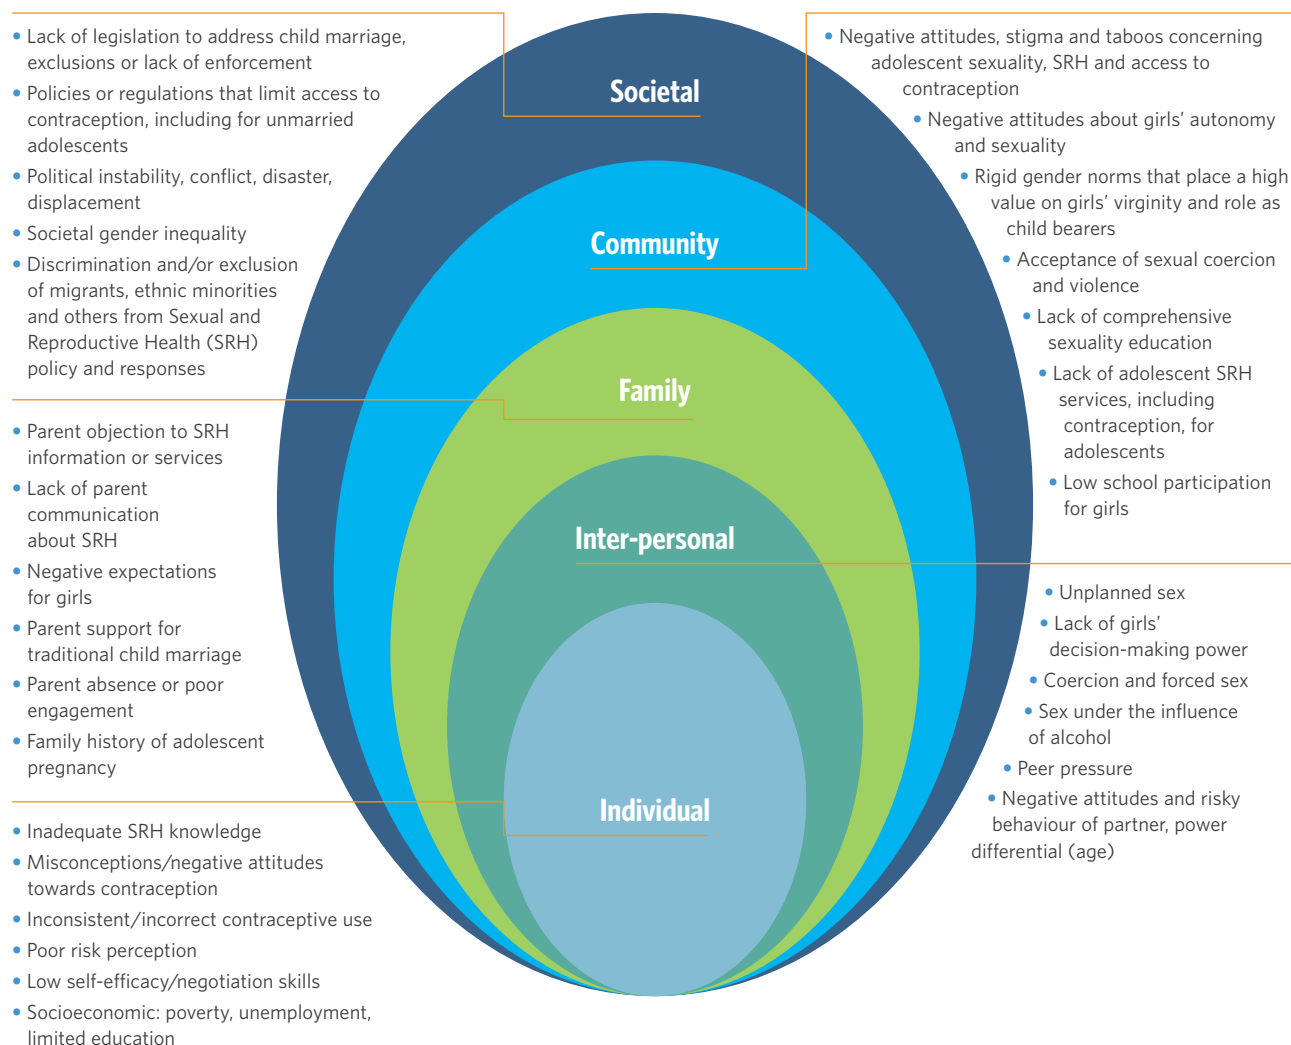 Societal
• Lack of legislation to address child marriage,
exclusions or lack of enforcement
• Policies or regulations that limit access to
contraception, including for unmarried
adolescents
• Political instability, conflict, disaster,
displacement
• Societal gender inequality
• Discrimination and/or exclusion
of migrants, ethnic minorities
and others from Sexual and
Reproductive Health (SRH)
policy and responses
Community
• Negative attitudes, stigma and taboos concerning
adolescent sexuality, SRH and access to
contraception
• Negative attitudes about girls’ autonomy
and sexuality
• Rigid gender norms that place a high
value on girls’ virginity and role as
child bearers
• Acceptance of sexual coercion
and violence
• Lack of comprehensive
sexuality education
• Lack of adolescent SRH
services, including
contraception, for
adolescents
• Low school participation
for girls
Family
• Parent objection to SRH
information or services
• Lack of parent
communication
about SRH
• Negative expectations
for girls
• Parent support for
traditional child marriage
• Parent absence or poor
engagement
• Family history of adolescent
pregnancy
Inter-personal
• Unplanned sex
• Lack of girls’
decision-making power
• Coercion and forced sex
• Sex under the influence
of alcohol
• Peer pressure
• Negative attitudes and risky
behaviour of partner, power
differential (age)
Individual
• Inadequate SRH knowledge
• Misconceptions/negative attitudes
towards contraception
• Inconsistent/incorrect contraceptive use
• Poor risk perception
• Low self-efficacy/negotiation skills
• Socioeconomic: poverty, unemployment,
limited education